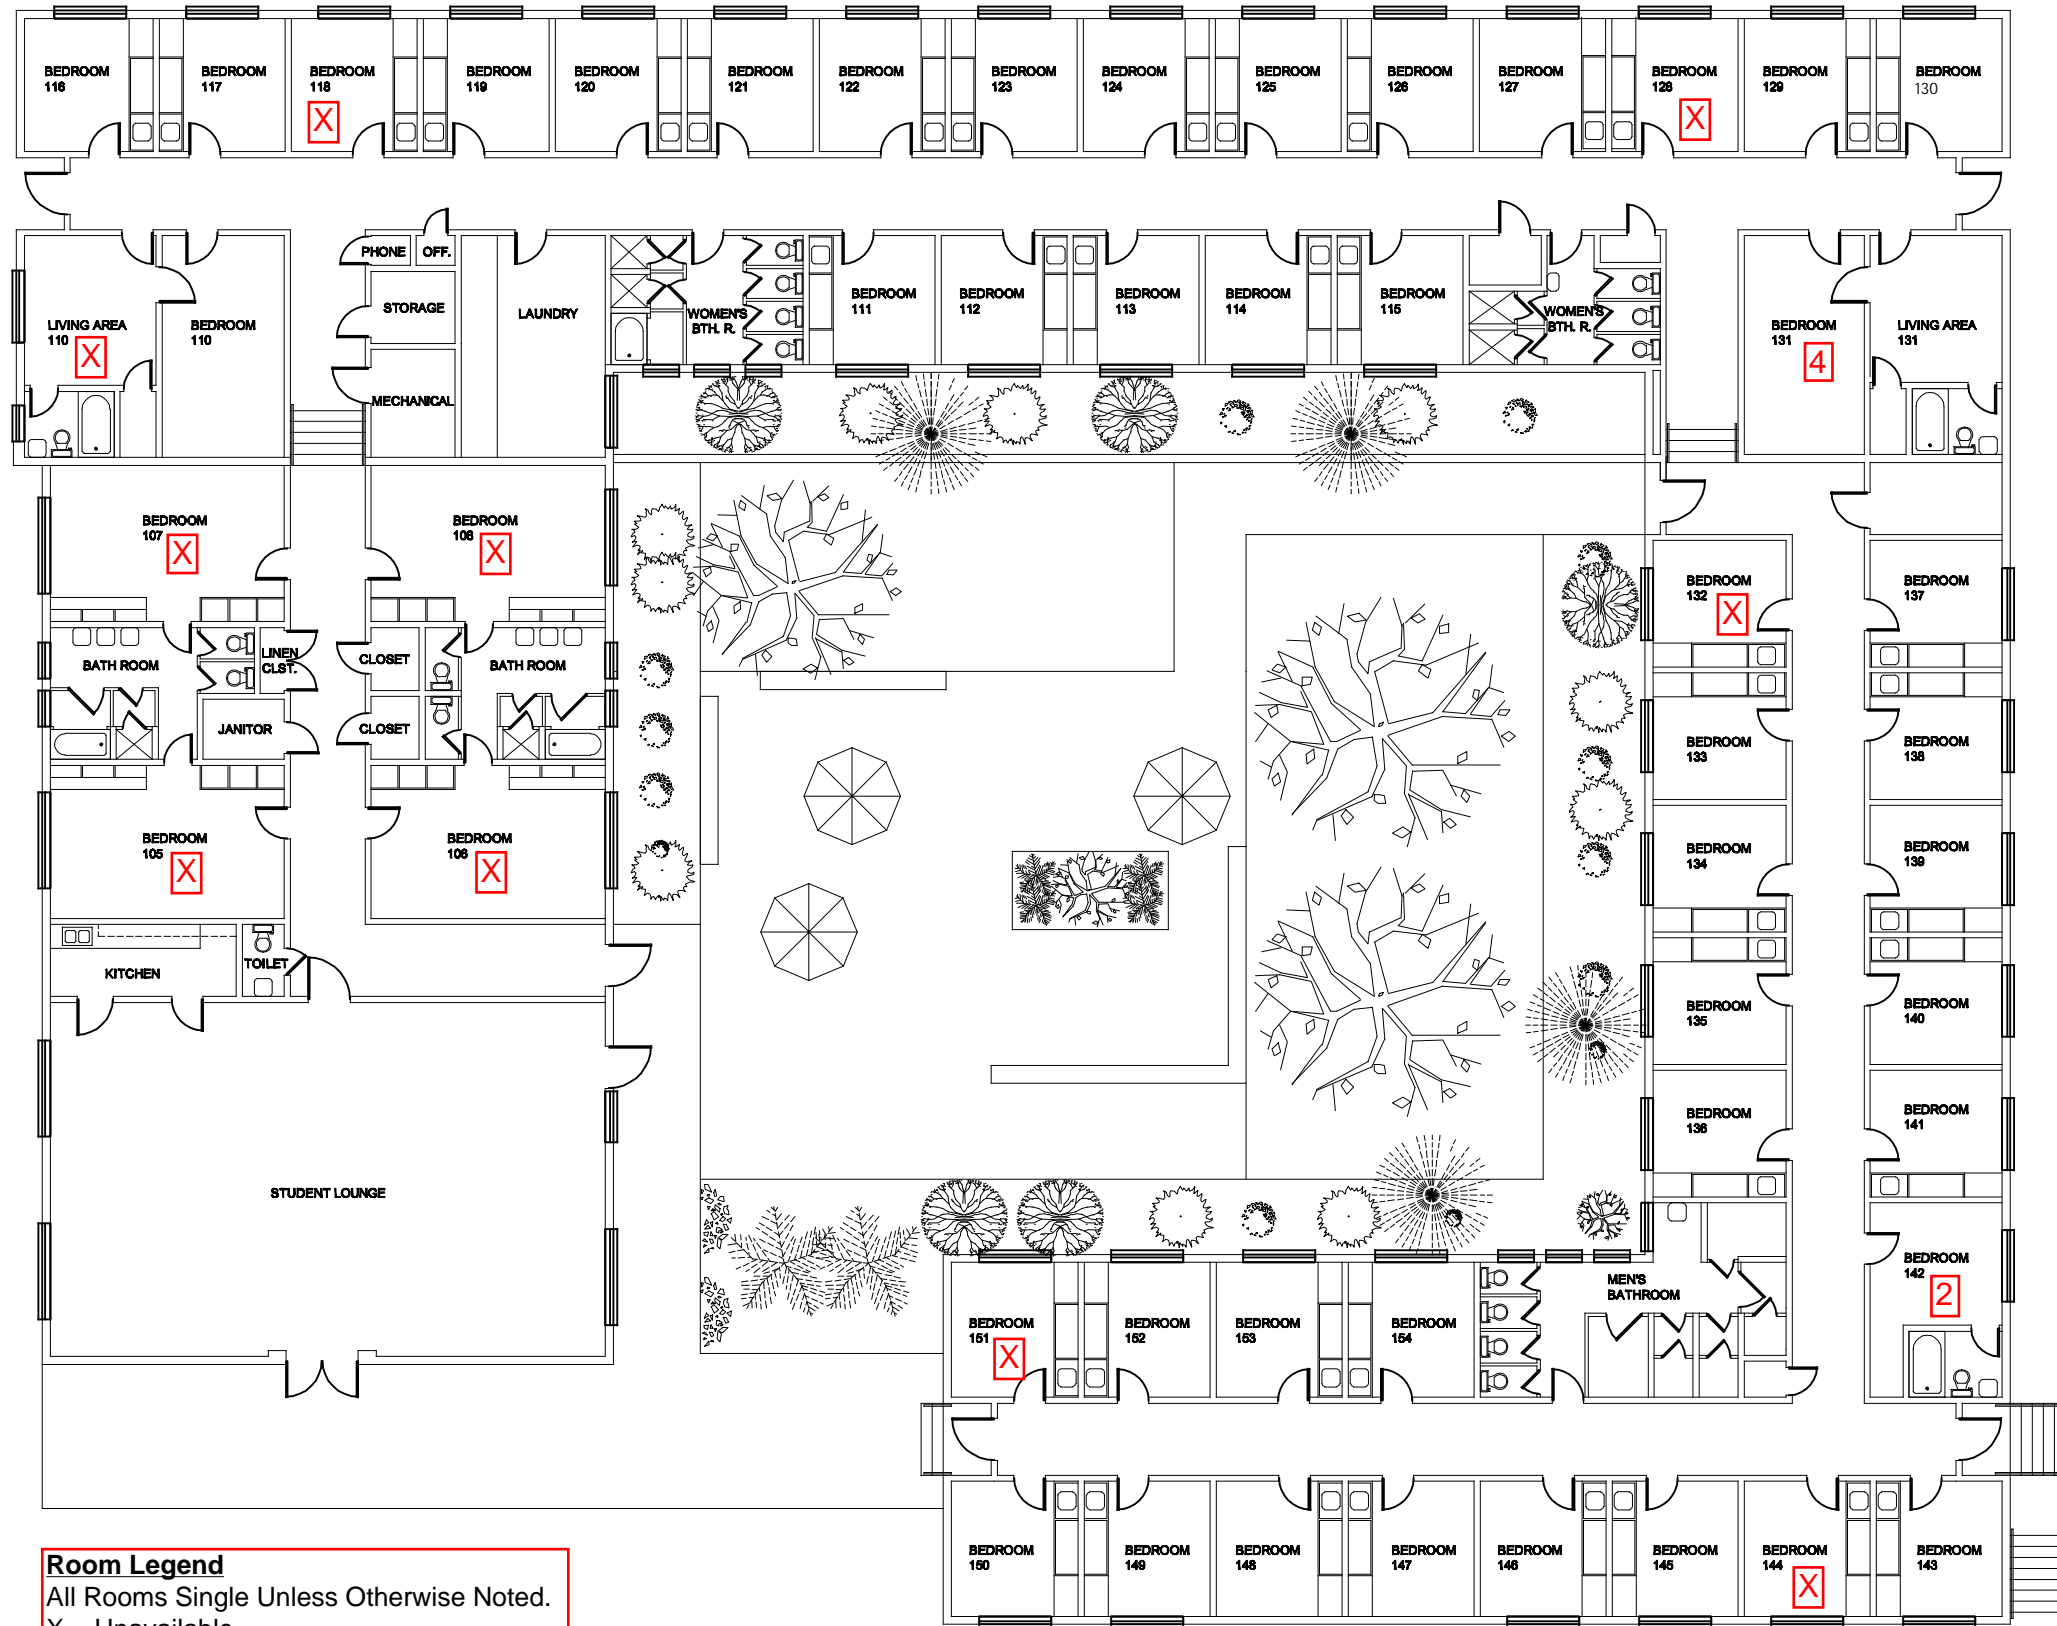 BEDROOM
116
BEDROOM
117
BEDROOM
118
X
BEDROOM
119
BEDROOM
120
BEDROOM
121
BEDROOM
122
BEDROOM
123
BEDROOM
124
BEDROOM
125
BEDROOM
126
BEDROOM
127
BEDROOM
128
X
BEDROOM
129
BEDROOM
130
LIVING AREA
110
X
BEDROOM
110
PHONE
OFF.
STORAGE
MECHANICAL
LAUNDRY
WOMEN'S
BTH. R.
BEDROOM
111
BEDROOM
112
BEDROOM
113
BEDROOM
114
BEDROOM
115
WOMEN'S
BTH. R.
BEDROOM
131
4
LIVING AREA
131
BEDROOM
107
X
BEDROOM
108
X
BATH ROOM
LINEN
CLST.
CLOSET
BATH ROOM
JANITOR
CLOSET
BEDROOM
105
X
BEDROOM
106
X
KITCHEN
TOILET
STUDENT LOUNGE
BEDROOM
132
X
BEDROOM
137
BEDROOM
133
BEDROOM
138
BEDROOM
134
BEDROOM
139
BEDROOM
135
BEDROOM
140
BEDROOM
136
BEDROOM
141
BEDROOM
142
2
MEN'S
BATHROOM
BEDROOM
151
X
BEDROOM
152
BEDROOM
153
BEDROOM
154
BEDROOM
150
BEDROOM
149
BEDROOM
148
BEDROOM
147
BEDROOM
146
BEDROOM
145
BEDROOM
144
X
BEDROOM
143
Room Legend
All Rooms Single Unless Otherwise Noted.
X Unavailable